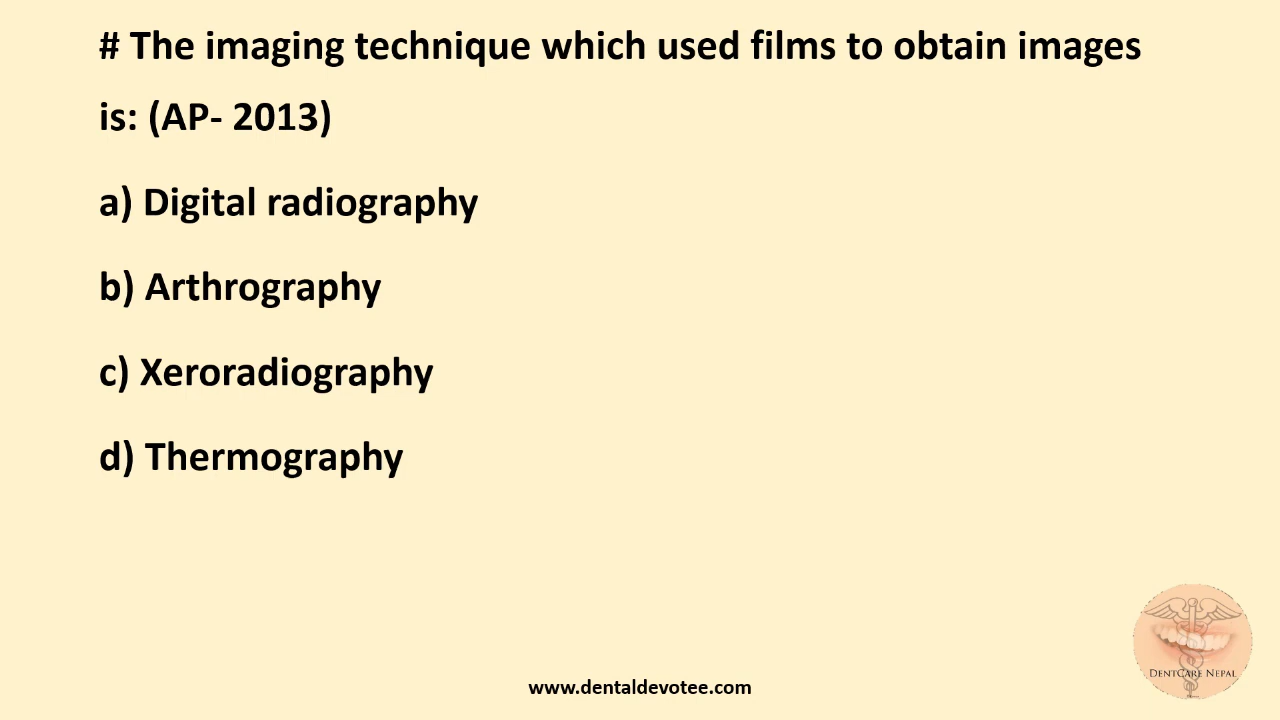 # The imaging technique which used films to obtain images
is: (AP- 2013)
a) Digital radiography
b) Arthrography
c) Xeroradiography
d) Thermography
DentCare Nepal
www.dentaldevotee.com